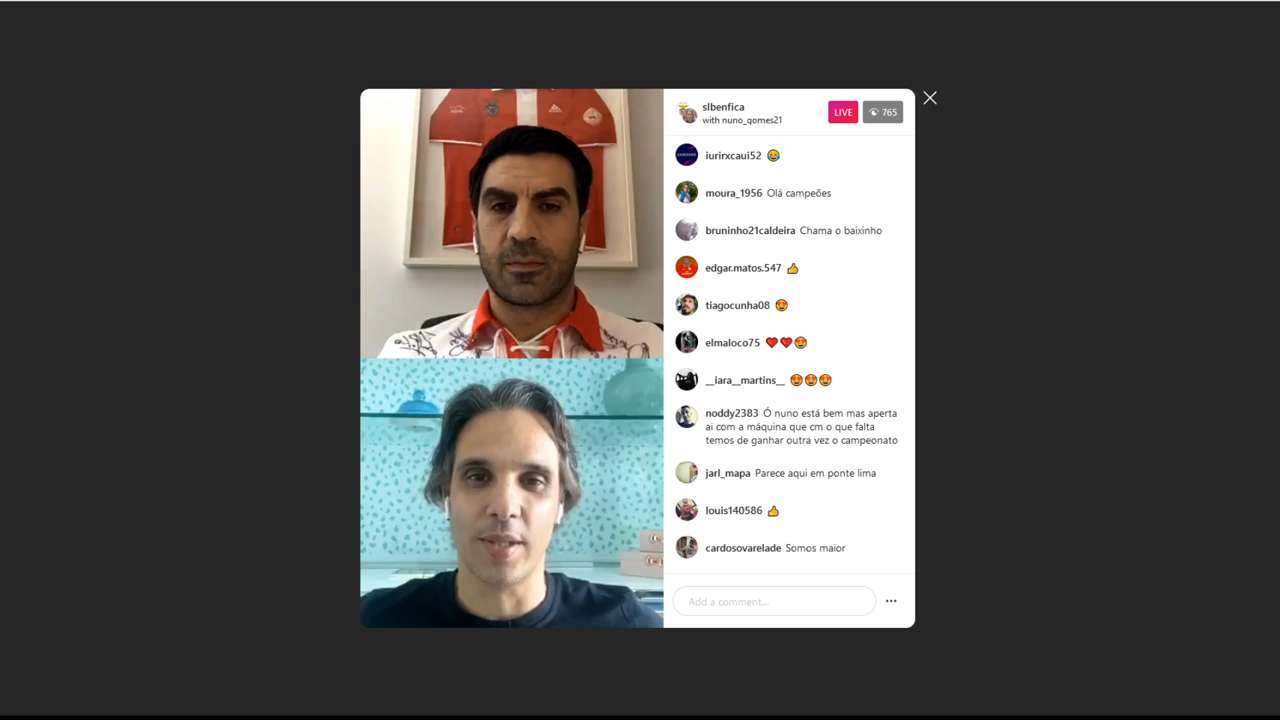 slbenfica
with nuno_gomes21
LIVE
765
iurirxcaui52 😂
moura_1956 Olá campeões
bruninho21caldeira Chama o baixinho
edgar.matos.547 👍
tiagocunha08 🤩
elmaloco75 ❤️❤️🤩
__iara__martins__ 🤩🤩🤩
noddy2383 Ó nuno está bem mas aperta
ai com a máquina que cm o que falta
temos de ganhar outra vez o campeonato
jarl_mapa Parece aqui em ponte lima
louis140586 👍
cardosovarelade Somos maior
Add a comment...